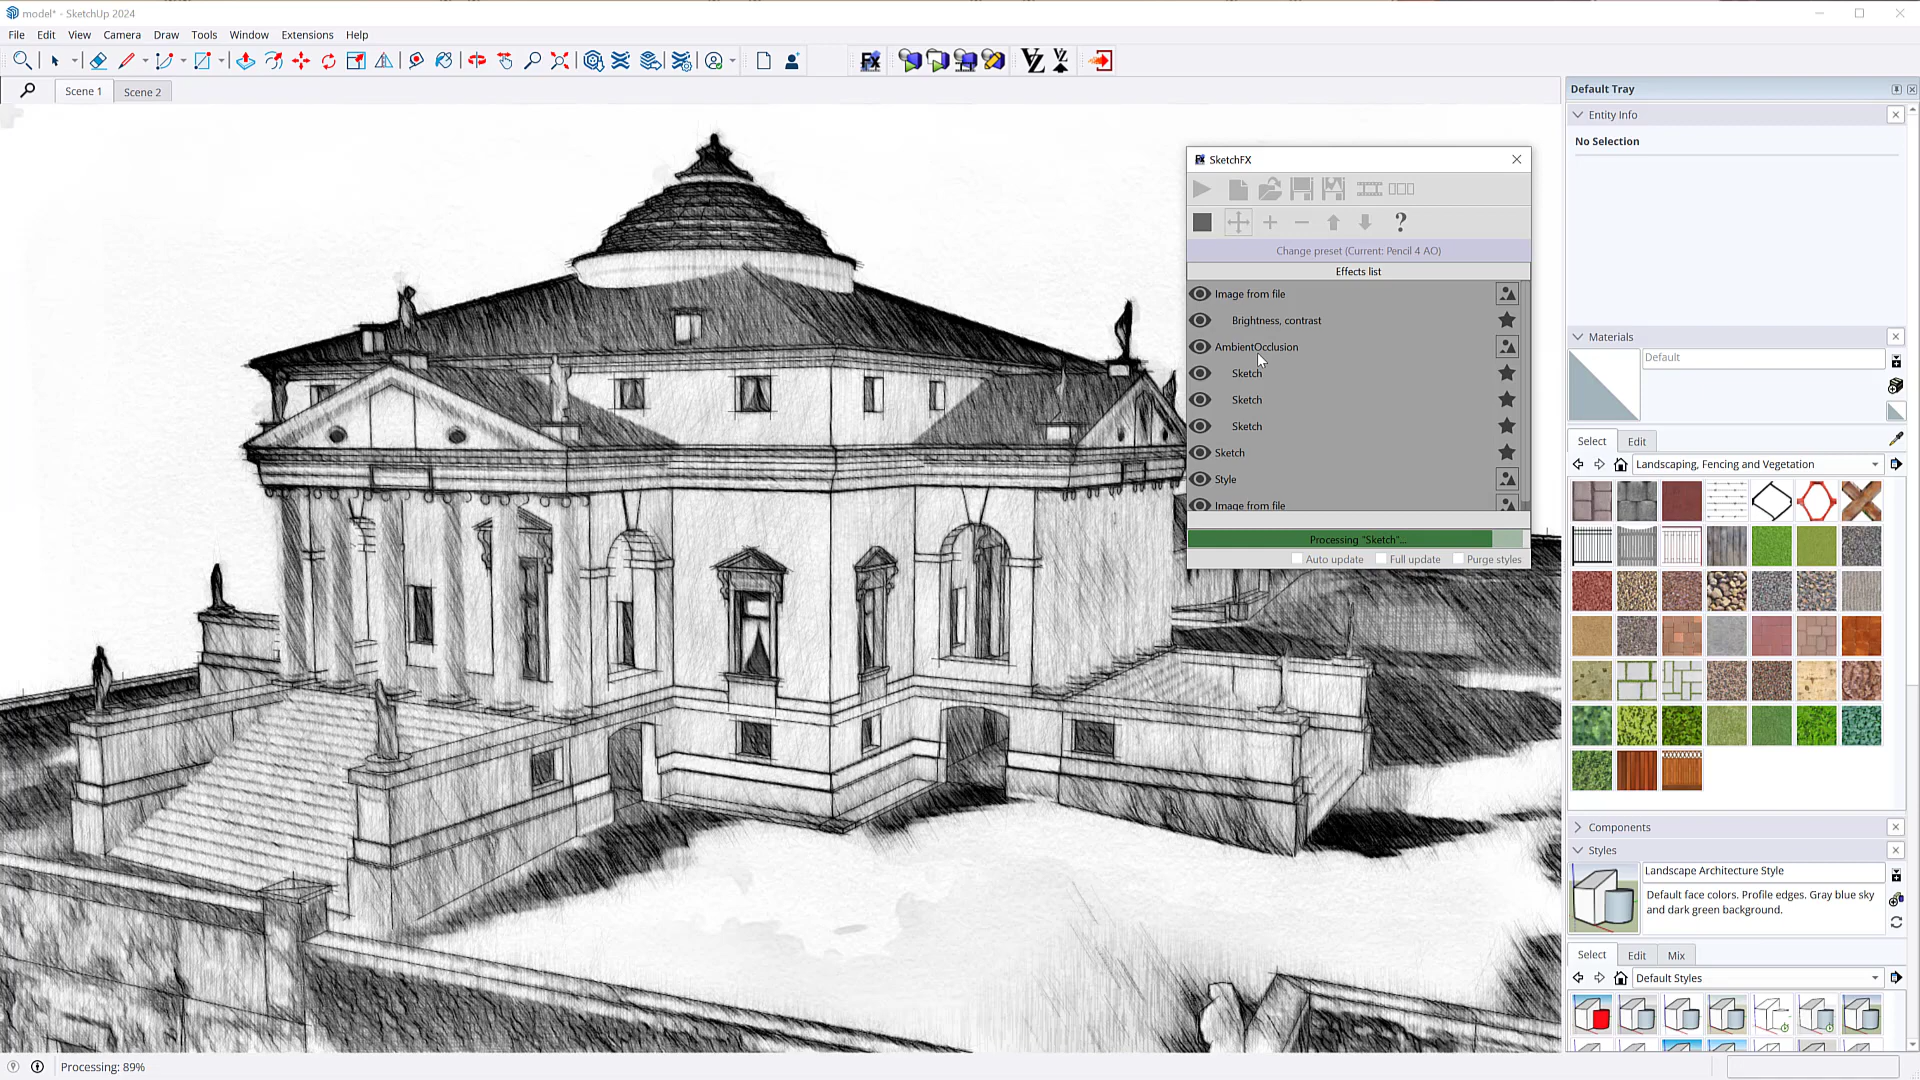 model* - SketchUp 2024
File Edit View Camera Draw Tools Window Extensions Help
FX
Scene 1 Scene 2
SketchFX
?
Change preset (Current: Pencil 4 AO)
Effects list
Image from file
Brightness, contrast
AmbientOcclusion
Sketch
Sketch
Sketch
Sketch
Style
Image from file
Processing "Sketch"...
Auto update Full update Purge styles
Default Tray
Entity Info
No Selection
Materials
Default
Select Edit
Landscaping, Fencing and Vegetation
Components
Styles
Landscape Architecture Style
Default face colors. Profile edges. Gray blue sky
and dark green background.
Select Edit Mix
Default Styles
Processing: 89%